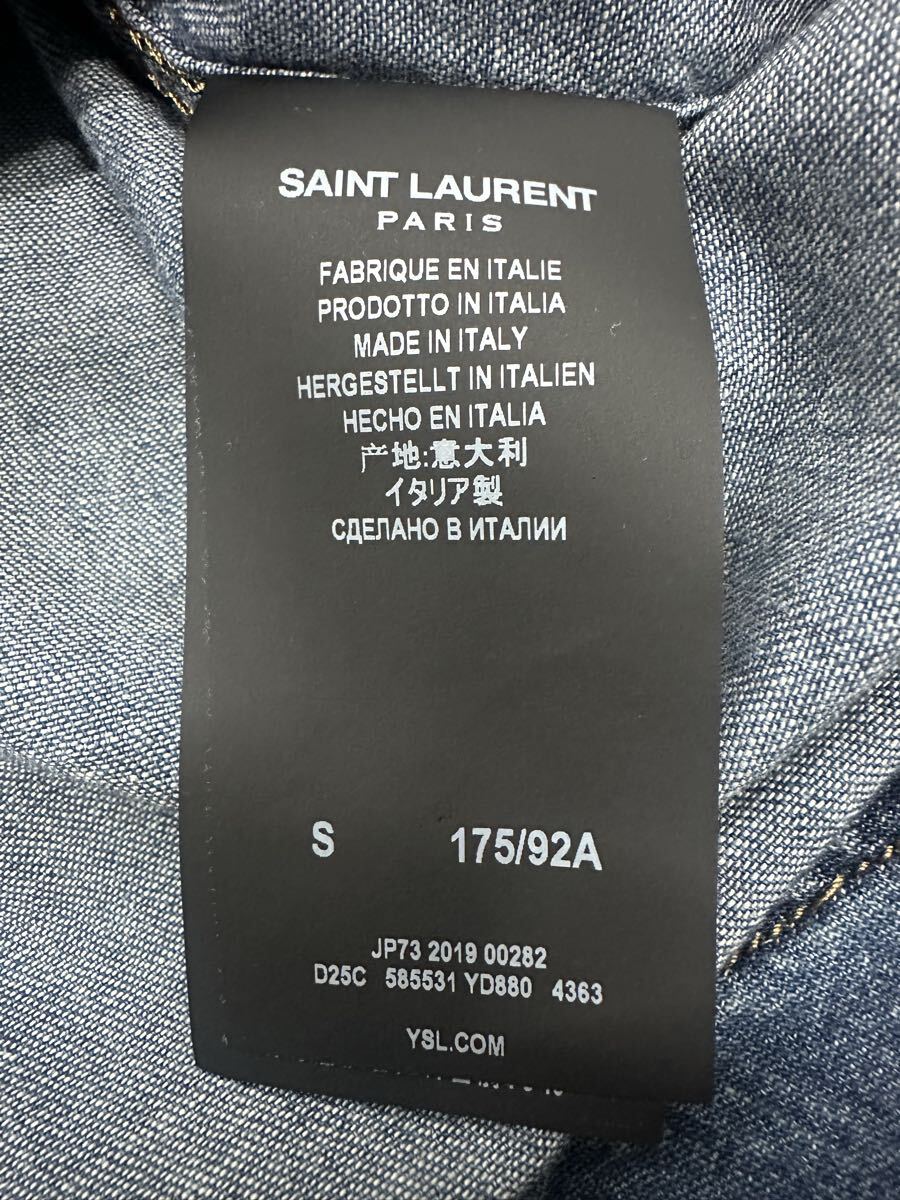 SAINT LAURENT
PARIS
FABRIQUE EN ITALIE
PRODOTTO IN ITALIA
MADE IN ITALY
HERGESTELLT IN ITALIEN
HECHO EN ITALIA
产地:意大利
イタリア製
СДЕЛАНО В ИТАЛИИ
S 175/92A
JP73 2019 00282
D25C 585531 YD880 4363
YSL.COM